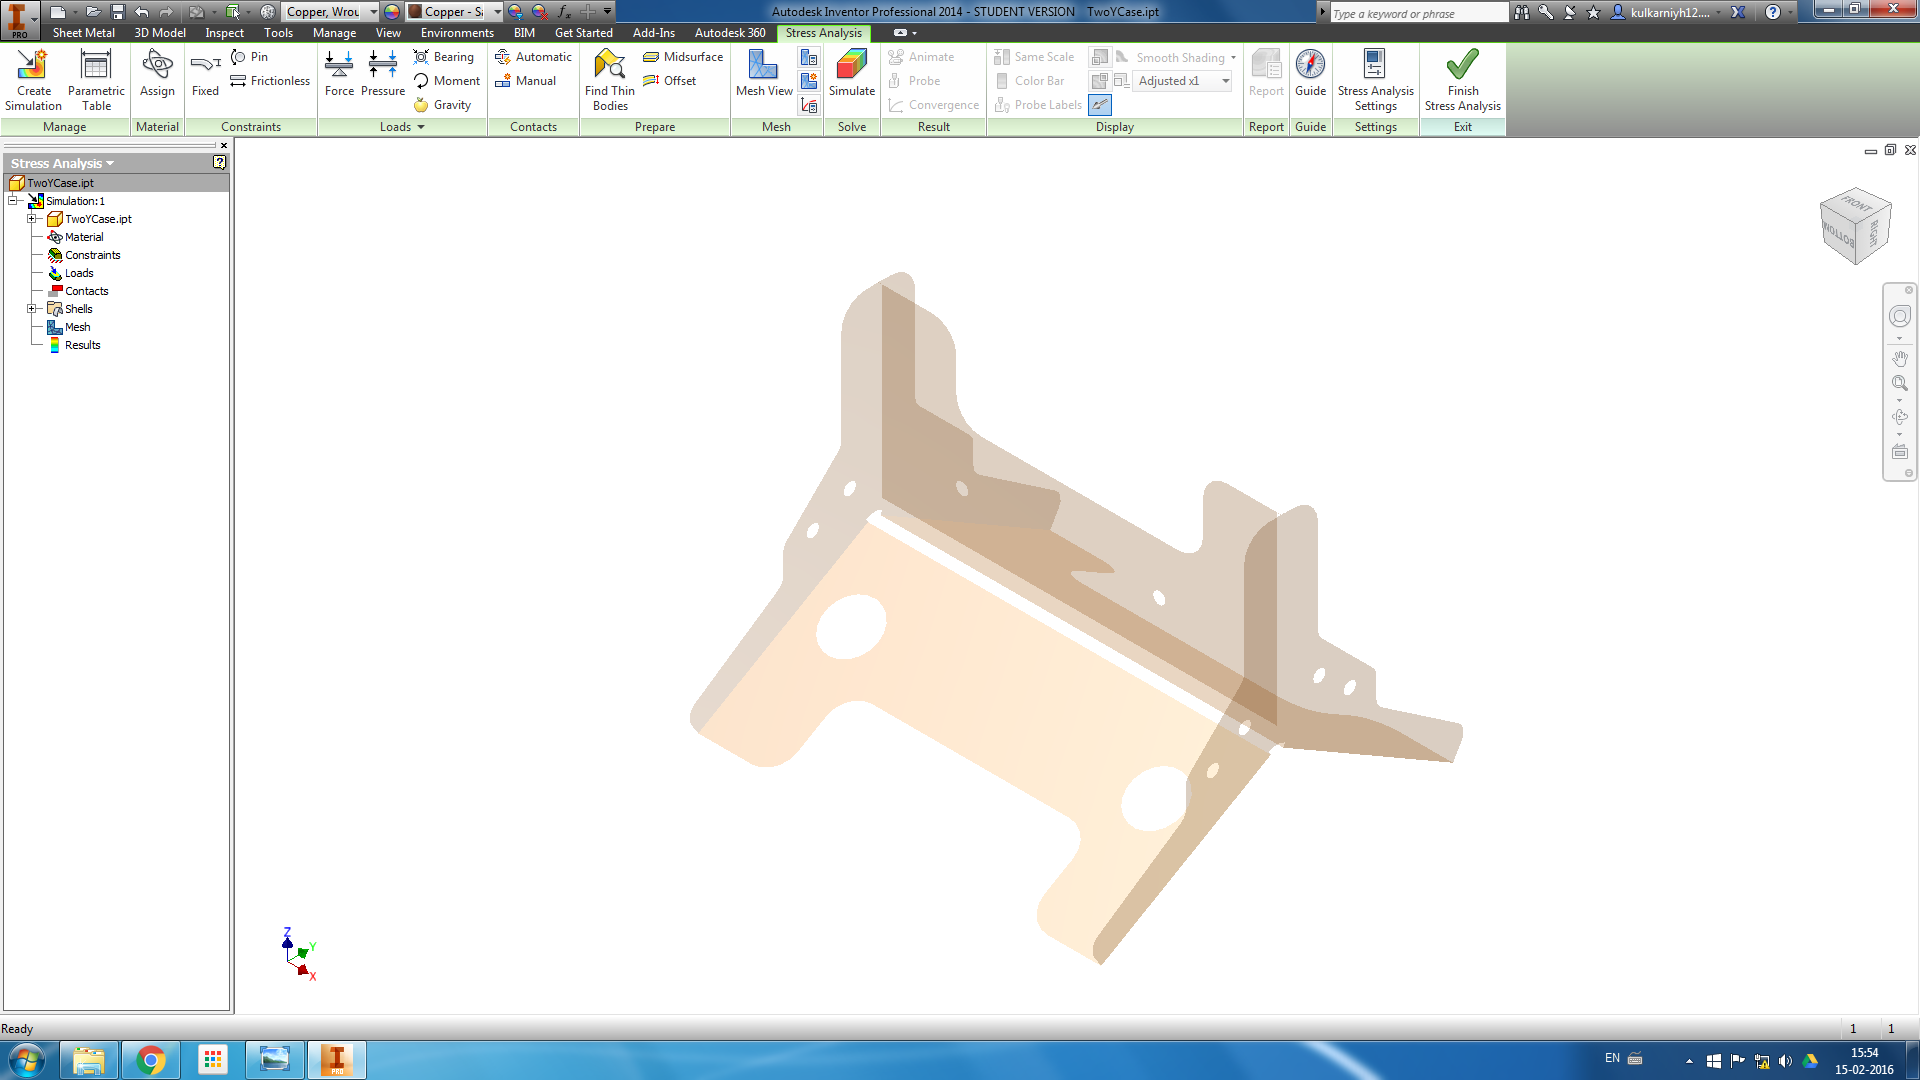 Copper, Wrou
Copper - Sa
Autodesk Inventor Professional 2014 - STUDENT VERSION TwoYCase.ipt
Type a keyword or phrase
kulkarniyh12....
PRO
Sheet Metal 3D Model Inspect Tools Manage View Environments BIM Get Started Add-Ins Autodesk 360 Stress Analysis
Create Simulation
Parametric Table
Manage
Assign
Material
Fixed
Pin
Frictionless
Constraints
Force
Pressure
Bearing
Moment
Gravity
Loads
Automatic
Manual
Contacts
Find Thin Bodies
Midsurface
Offset
Prepare
Mesh View
Mesh
Simulate
Solve
Animate
Probe
Convergence
Result
Same Scale
Color Bar
Probe Labels
Smooth Shading
Adjusted x1
Display
Report
Report
Guide
Guide
Stress Analysis Settings
Settings
Finish Stress Analysis
Exit
Stress Analysis
TwoYCase.ipt
Simulation:1
TwoYCase.ipt
Material
Constraints
Loads
Contacts
Shells
Mesh
Results
FRONT
BOTTOM
RIGHT
Z
Y
X
Ready
1 1
PRO
EN
15:54
15-02-2016